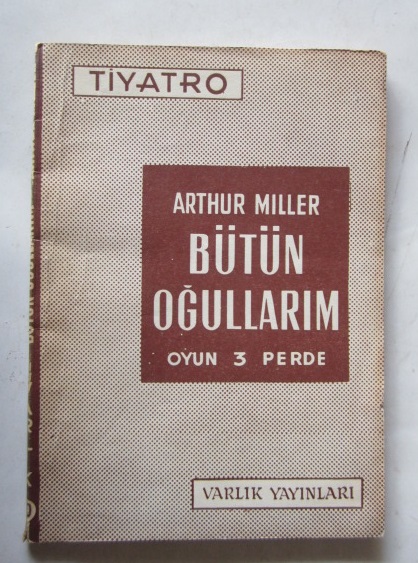 TİYATRO
ARTHUR MILLER
BÜTÜN
OĞULLARIM
OYUN 3 PERDE
VARLIK YAYINLARI